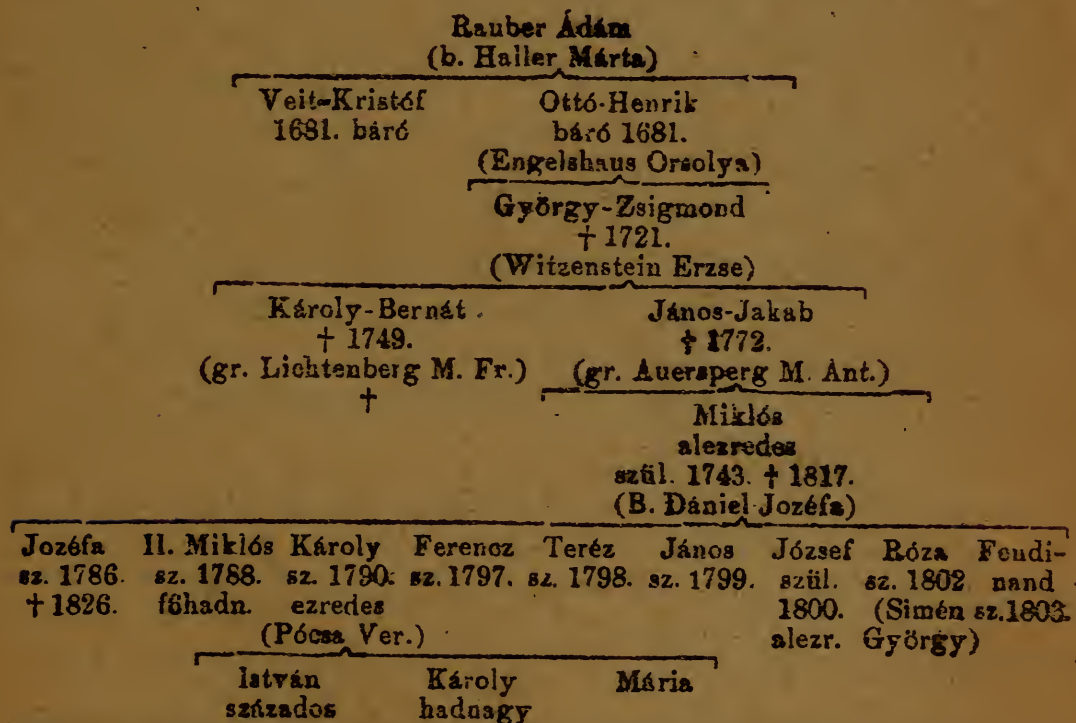 Rauber Ádám
(b. Haller Márta)
Veit-Kristóf Ottó-Henrik
1681. báró báró 1681.
(Engelshaus Orsolya)
György-Zsigmond
† 1721.
(Witzenstein Erzse)
Károly-Bernát János-Jakab
† 1749. † 1772.
(gr. Lichtenberg M. Fr.) (gr. Auersperg M. Ant.)
†
Miklós
alezredes
szül. 1743. † 1817.
(B. Dániel Jozéfa)
Jozéfa II. Miklós Károly Ferencz Teréz János József Róza Feudi-
sz. 1786. sz. 1788. sz. 1790. sz. 1797. sz. 1798. sz. 1799. szül. sz. 1802 nand
† 1826. főhadn. ezredes 1800. (Simén sz. 1803.
(Pócsa Ver.) alezr. György)
István Károly Mária
százados hadnagy